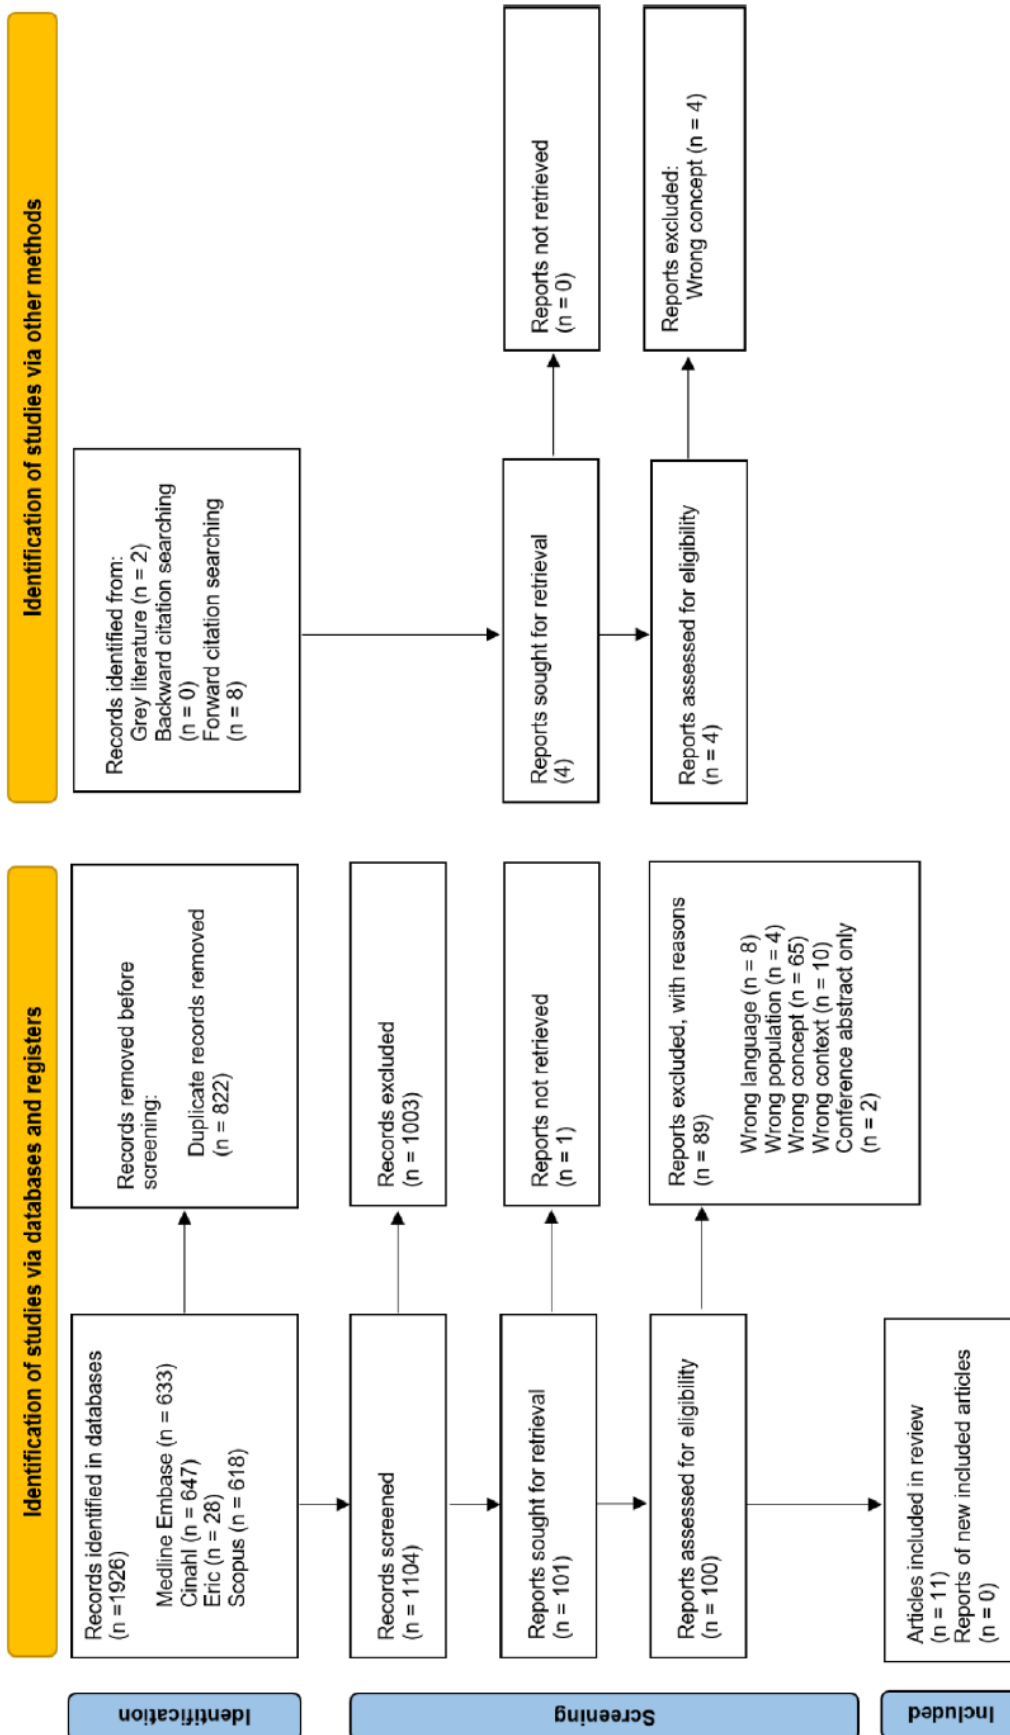 Identification of studies via databases and registers
Identification of studies via other methods
Identification
Records identified in databases
(n =1926)
Medline Embase (n = 633)
Cinahl (n = 647)
Eric (n = 28)
Scopus (n = 618)
Records removed before
screening:
Duplicate records removed
(n = 822)
Records identified from:
Grey literature (n = 2)
Backward citation searching
(n = 0)
Forward citation searching
(n = 8)
Screening
Records screened
(n = 1104)
Records excluded
(n = 1003)
Reports sought for retrieval
(n = 101)
Reports not retrieved
(n = 1)
Reports sought for retrieval
(4)
Reports not retrieved
(n = 0)
Reports assessed for eligibility
(n = 100)
Reports excluded, with reasons
(n = 89)
Wrong language (n = 8)
Wrong population (n = 4)
Wrong concept (n = 65)
Wrong context (n = 10)
Conference abstract only
(n = 2)
Reports assessed for eligibility
(n = 4)
Reports excluded:
Wrong concept (n = 4)
Included
Articles included in review
(n = 11)
Reports of new included articles
(n = 0)